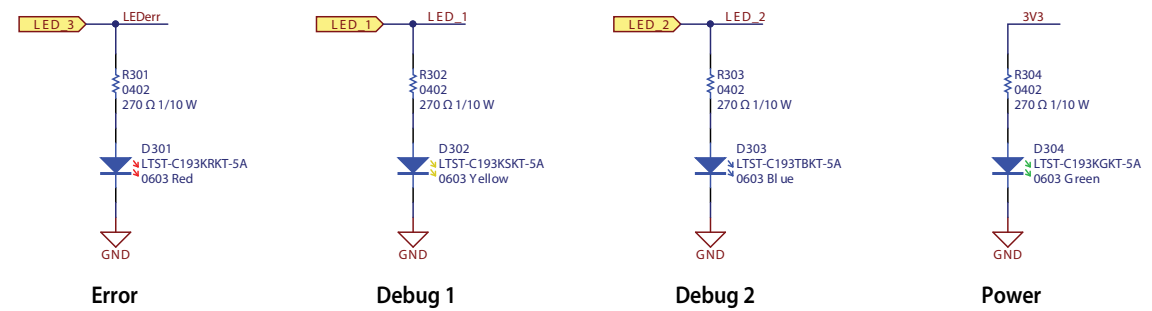 LED_3 LEDerr
R301
0402
270 Ω 1/10 W
D301
LTST-C193KRKT-5A
0603 Red
GND
Error
LED_1 LED_1
R302
0402
270 Ω 1/10 W
D302
LTST-C193KSKT-5A
0603 Yellow
GND
Debug 1
LED_2 LED_2
R303
0402
270 Ω 1/10 W
D303
LTST-C193TBKT-5A
0603 Blue
GND
Debug 2
3V3
R304
0402
270 Ω 1/10 W
D304
LTST-C193KGKT-5A
0603 Green
GND
Power